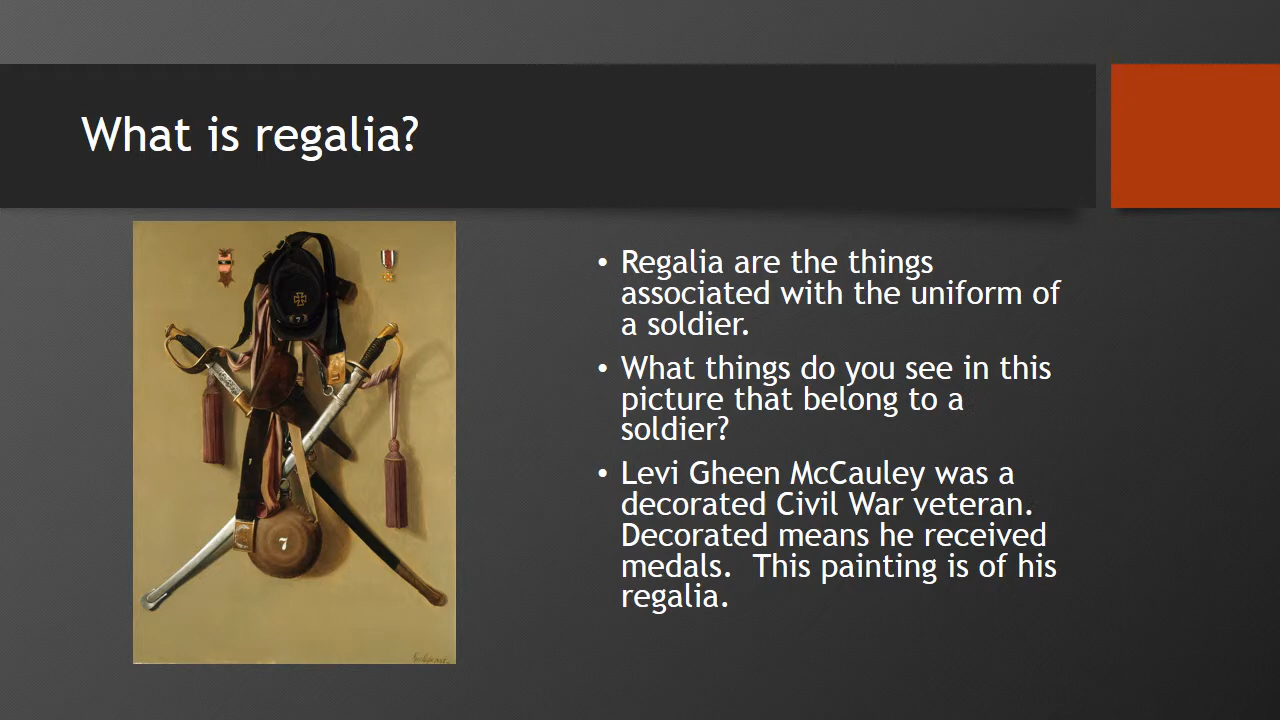 What is regalia?
• Regalia are the things
associated with the uniform of
a soldier.
• What things do you see in this
picture that belong to a
soldier?
• Levi Gheen McCauley was a
decorated Civil War veteran.
Decorated means he received
medals.  This painting is of his
regalia.
7
7